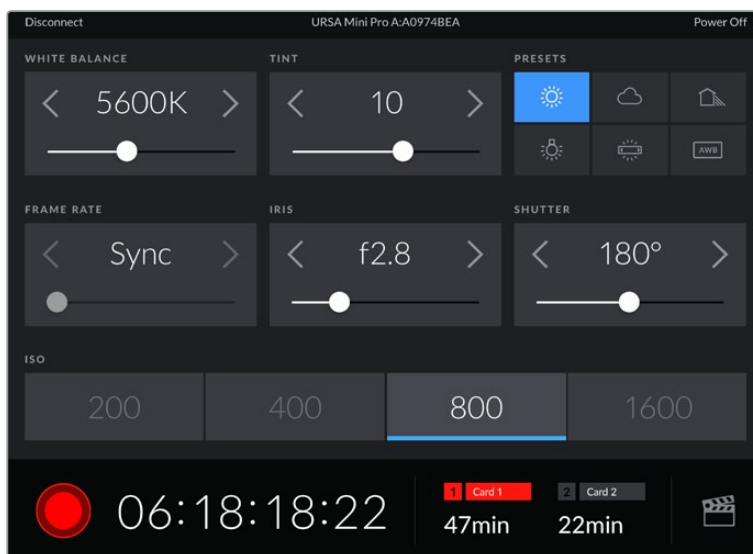 Disconnect URSA Mini Pro A:A0974BEA Power Off
WHITE BALANCE TINT PRESETS
5600K 10
AWB
FRAME RATE IRIS SHUTTER
Sync f2.8 180°
ISO
200 400 800 1600
06:18:18:22
1 Card 1 2 Card 2
47min 22min